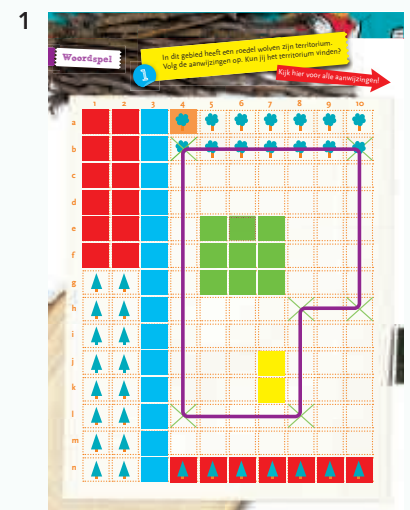 1
In dit gebied heeft een roedel wolven zijn territorium.
Volg de aanwijzingen op. Kun jij het territorium vinden?
Woordspel
1
Kijk hier voor alle aanwijzingen!
1 2 3 4 5 6 7 8 9 10
a
b
c
d
e
f
g
h
i
j
k
l
m
n